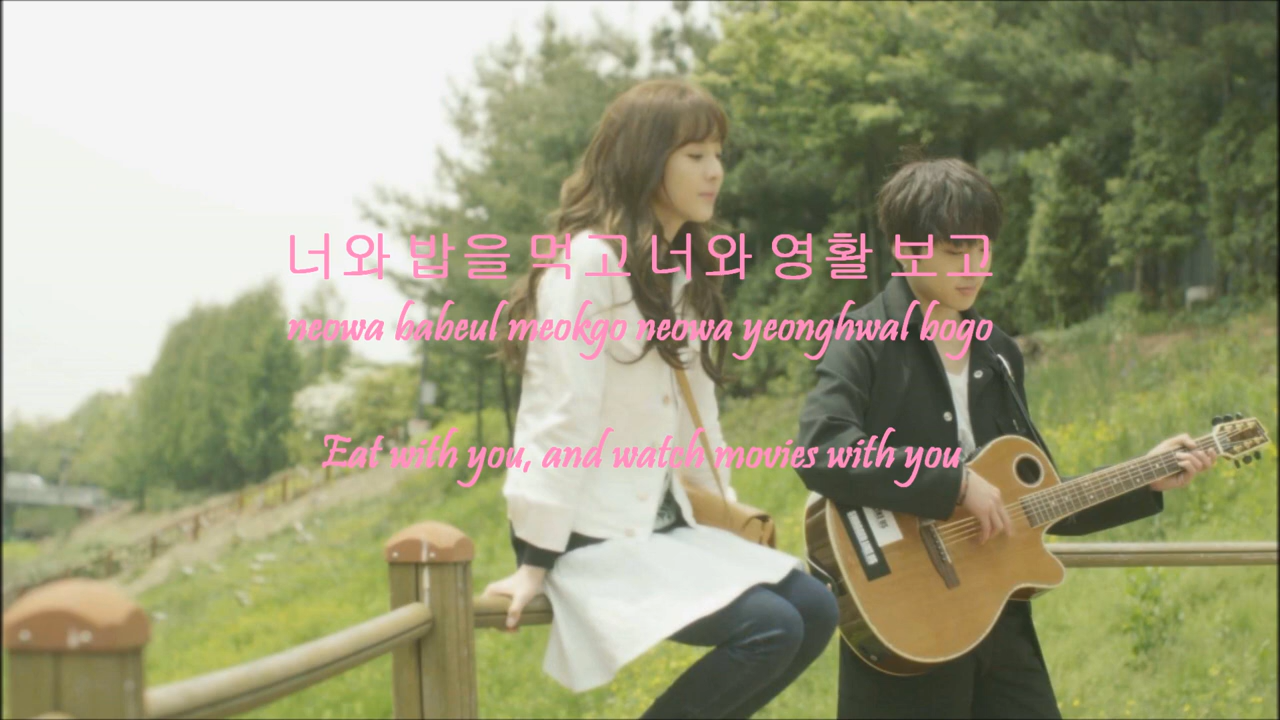 너와 밥을 먹고 너와 영활 보고
neowa babeul meokgo neowa yeonghwal bogo
Eat with you, and watch movies with you